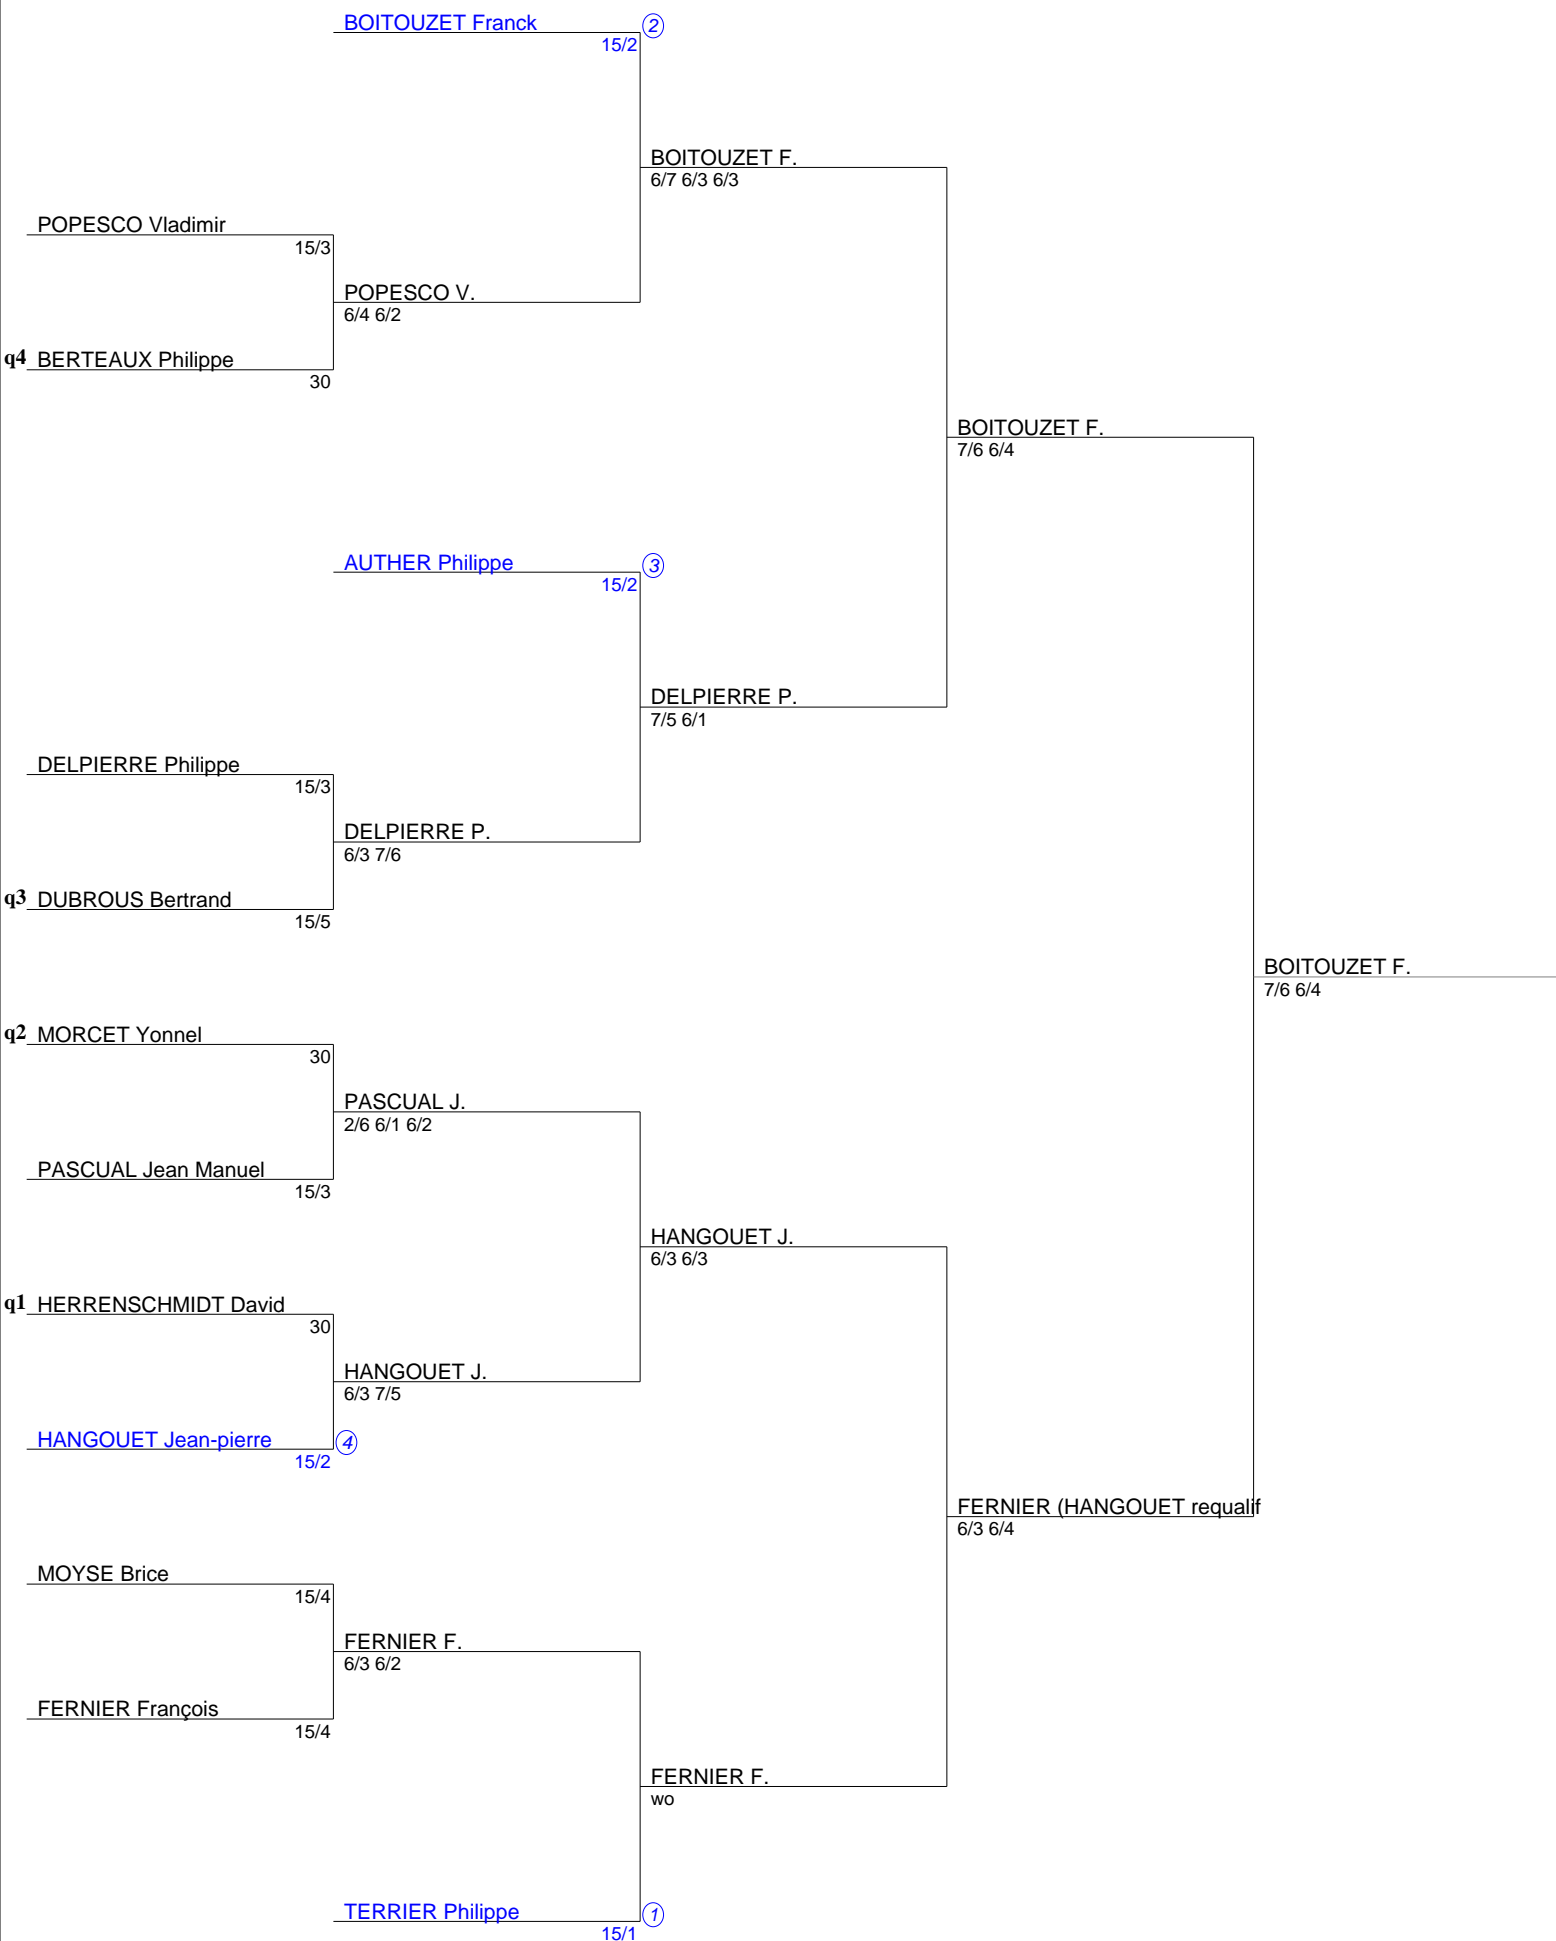 BOITOUZET Franck
2
15/2
BOITOUZET F.
6/7 6/3 6/3
POPESCO Vladimir
15/3
POPESCO V.
6/4 6/2
q4 BERTEAUX Philippe
30
BOITOUZET F.
7/6 6/4
AUTHER Philippe
3
15/2
DELPIERRE P.
7/5 6/1
DELPIERRE Philippe
15/3
DELPIERRE P.
6/3 7/6
q3 DUBROUS Bertrand
15/5
BOITOUZET F.
7/6 6/4
q2 MORCET Yonnel
30
PASCUAL J.
2/6 6/1 6/2
PASCUAL Jean Manuel
15/3
HANGOUET J.
6/3 6/3
q1 HERRENSCHMIDT David
30
HANGOUET J.
6/3 7/5
HANGOUET Jean-pierre
4
15/2
FERNIER (HANGOUET requalif
6/3 6/4
MOYSE Brice
15/4
FERNIER F.
6/3 6/2
FERNIER François
15/4
FERNIER F.
wo
TERRIER Philippe
1
15/1